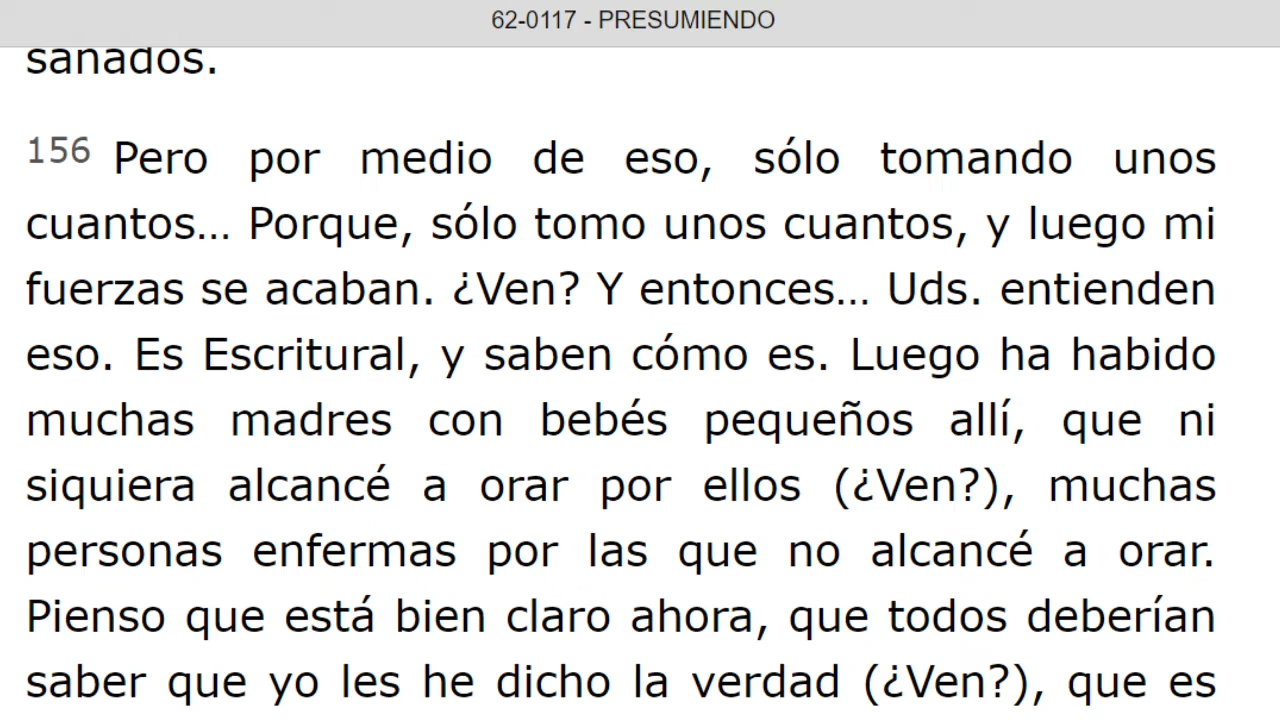 62-0117 - PRESUMIENDO
sanados.
156 Pero por medio de eso, sólo tomando unos
cuantos... Porque, sólo tomo unos cuantos, y luego mi
fuerzas se acaban. ¿Ven? Y entonces... Uds. entienden
eso. Es Escritural, y saben cómo es. Luego ha habido
muchas madres con bebés pequeños allí, que ni
siquiera alcancé a orar por ellos (¿Ven?), muchas
personas enfermas por las que no alcancé a orar.
Pienso que está bien claro ahora, que todos deberían
saber que yo les he dicho la verdad (¿Ven?), que es